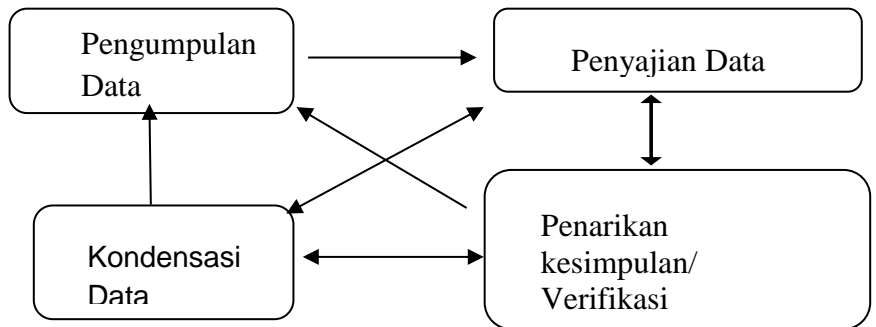 Pengumpulan
Data
Penyajian Data
Kondensasi
Data
Penarikan
kesimpulan/
Verifikasi